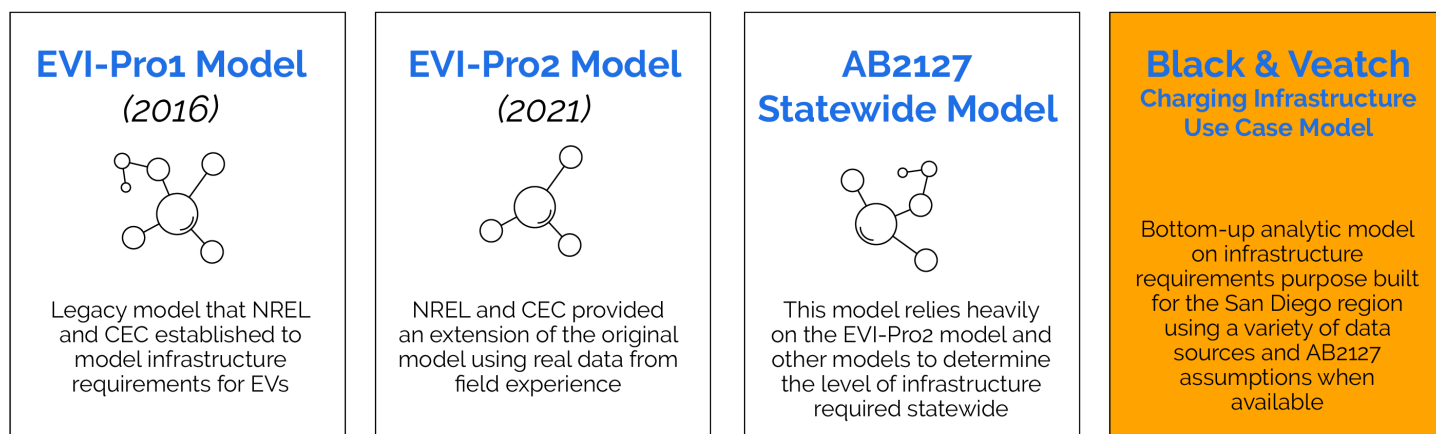 EVI-Pro1 Model
(2016)
Legacy model that NREL
and CEC established to
model infrastructure
requirements for EVs
EVI-Pro2 Model
(2021)
NREL and CEC provided
an extension of the original
model using real data from
field experience
AB2127
Statewide Model
This model relies heavily
on the EVI-Pro2 model and
other models to determine
the level of infrastructure
required statewide
Black & Veatch
Charging Infrastructure
Use Case Model
Bottom-up analytic model
on infrastructure
requirements purpose built
for the San Diego region
using a variety of data
sources and AB2127
assumptions when
available